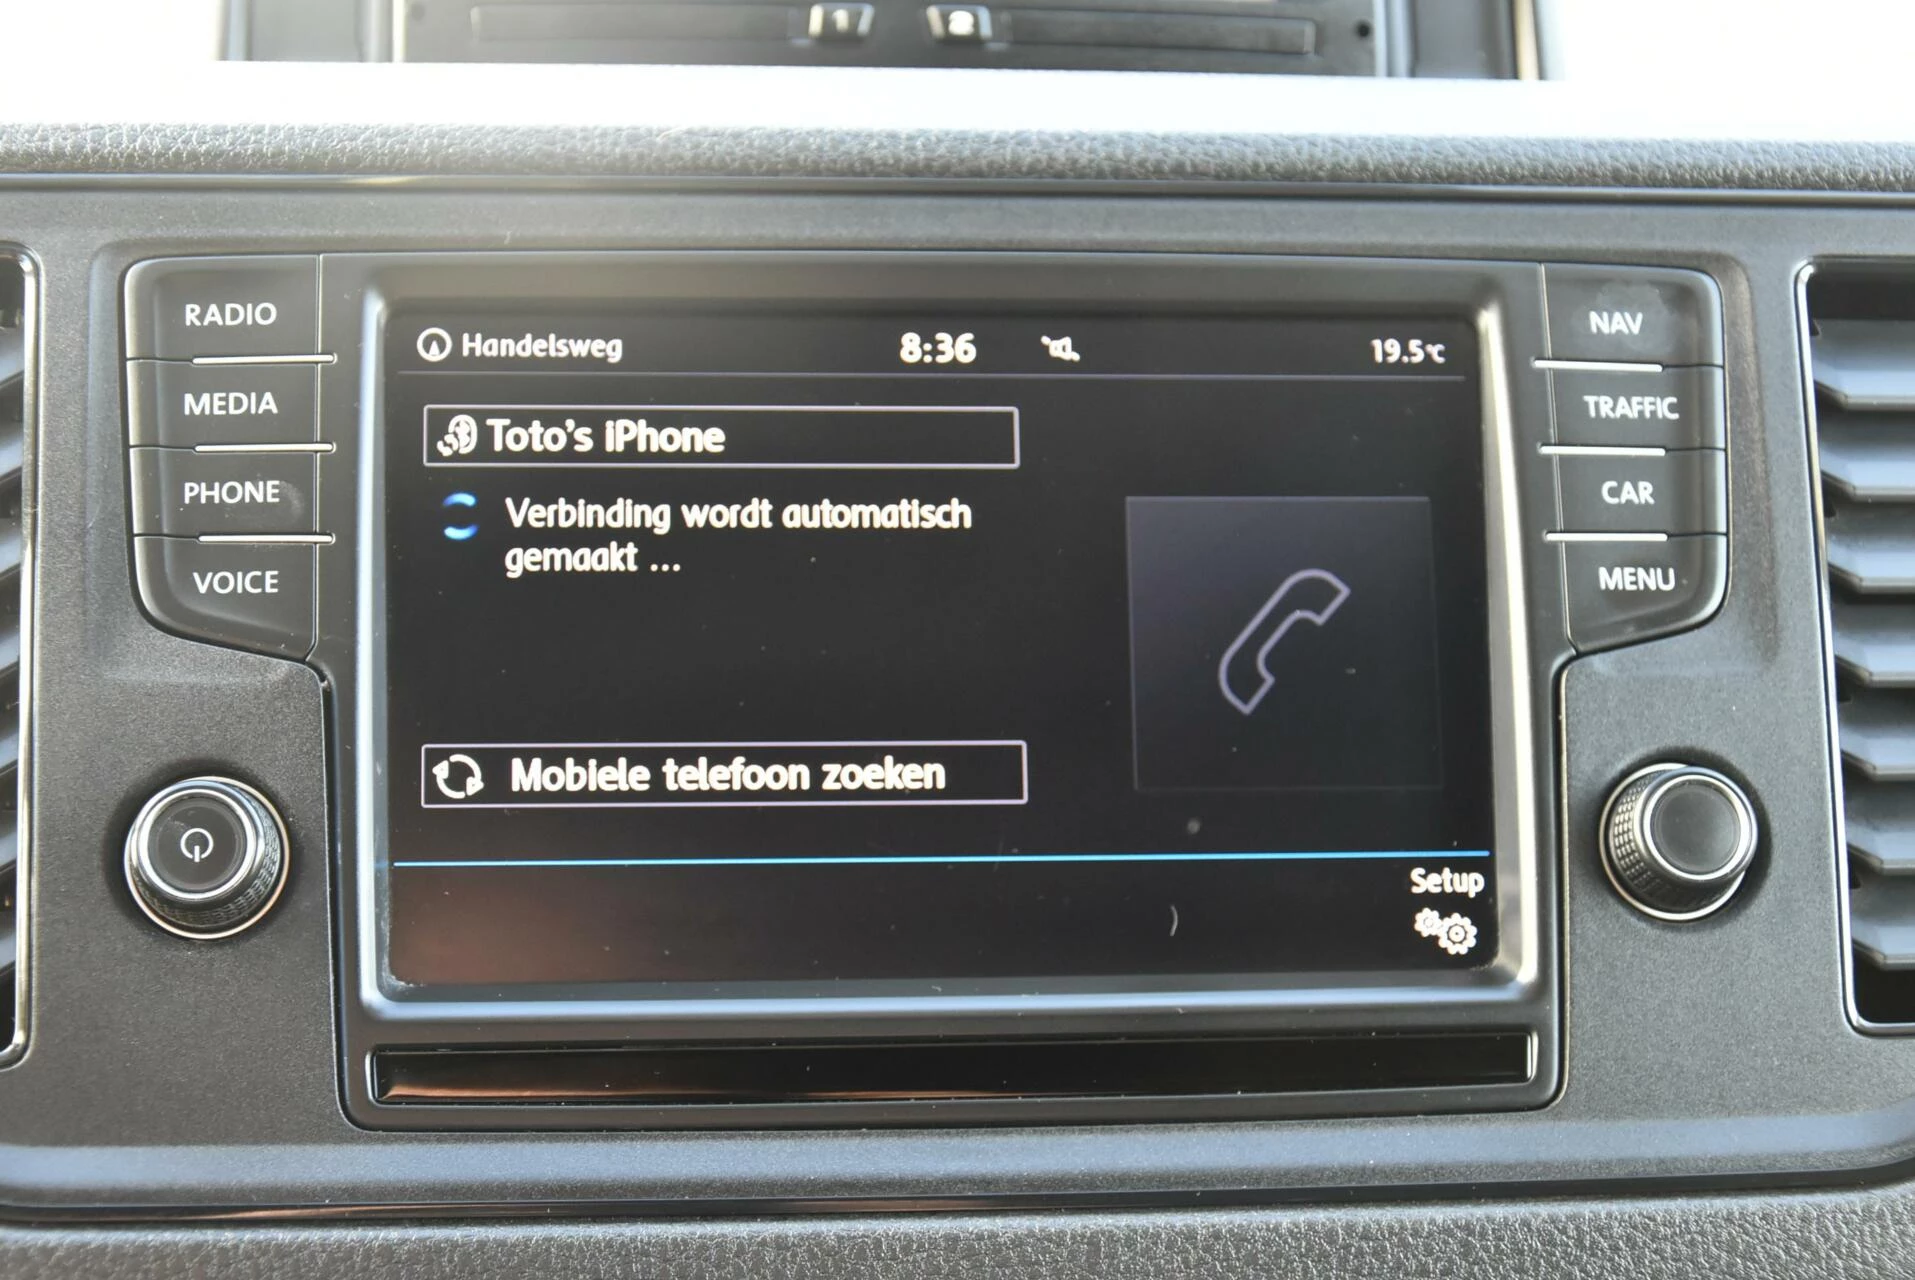 1 2
RADIO
MEDIA
PHONE
VOICE
Handelsweg 8:36 19.5°C
Toto's iPhone
Verbinding wordt automatisch
gemaakt ...
Mobiele telefoon zoeken
Setup
NAV
TRAFFIC
CAR
MENU